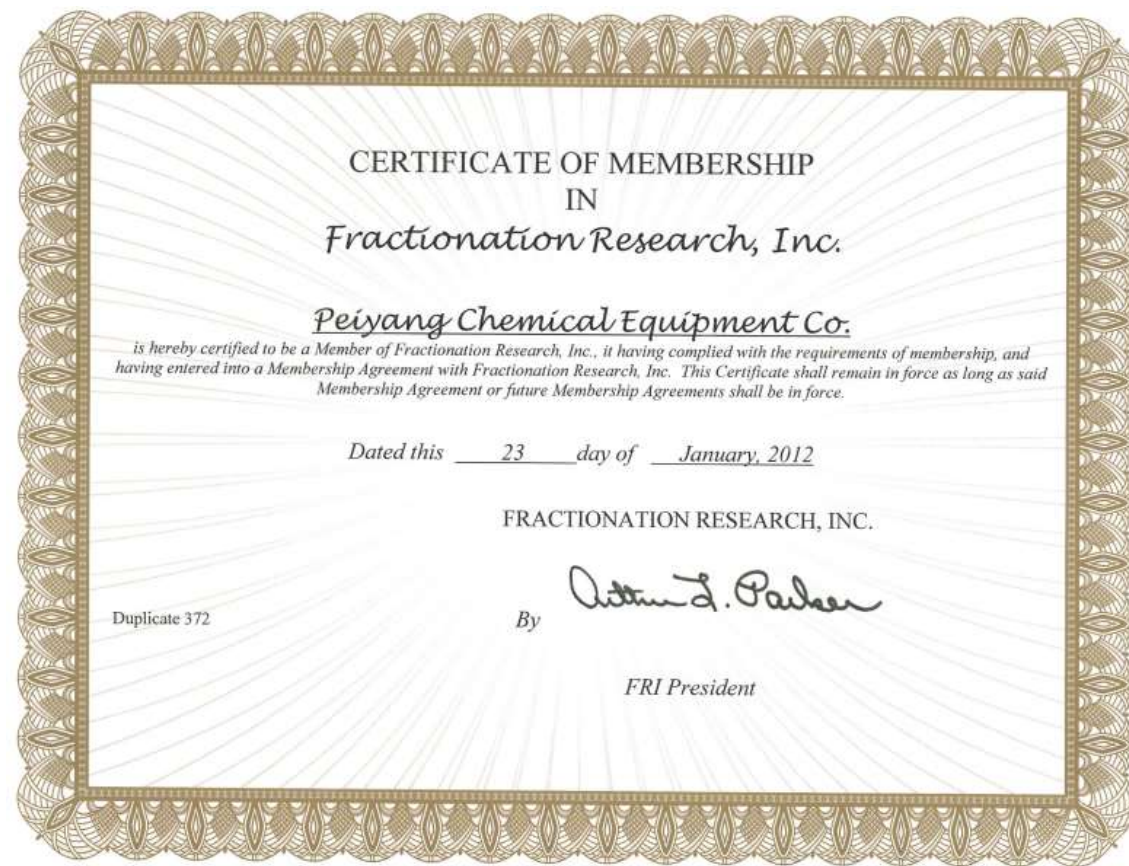 CERTIFICATE OF MEMBERSHIP
IN
Fractionation Research, Inc.
Peiyang Chemical Equipment Co.
is hereby certified to be a Member of Fractionation Research, Inc., it having complied with the requirements of membership, and
having entered into a Membership Agreement with Fractionation Research, Inc. This Certificate shall remain in force as long as said
Membership Agreement or future Membership Agreements shall be in force.
Dated this 23 day of January, 2012
FRACTIONATION RESEARCH, INC.
Arthur L. Parker
Duplicate 372 By
FRI President